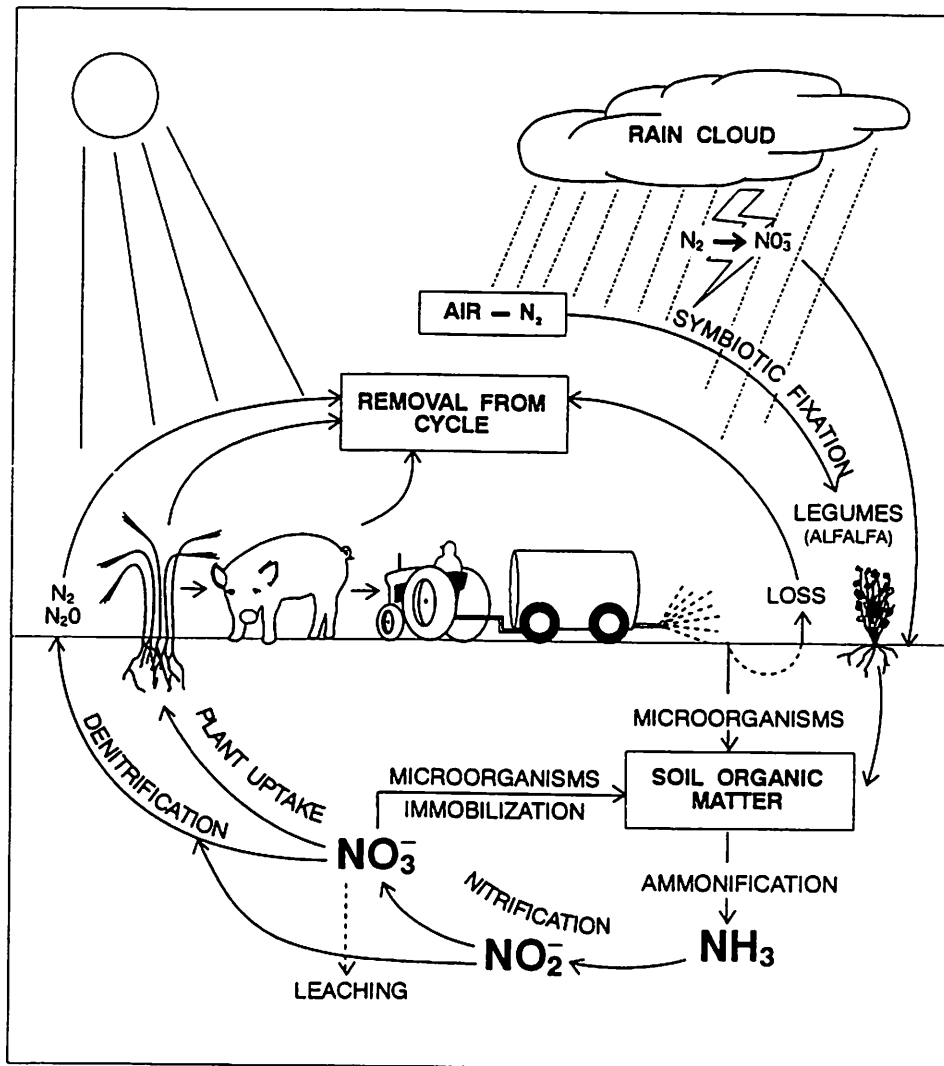 RAIN CLOUD
N₂ → NO₃⁻
AIR – N₂
SYMBIOTIC FIXATION
REMOVAL FROM
CYCLE
LEGUMES
(ALFALFA)
N₂
N₂O
LOSS
MICROORGANISMS
DENITRIFICATION
PLANT UPTAKE
MICROORGANISMS
IMMOBILIZATION
SOIL ORGANIC
MATTER
NO₃⁻
AMMONIFICATION
NITRIFICATION
NO₂⁻
NH₃
LEACHING